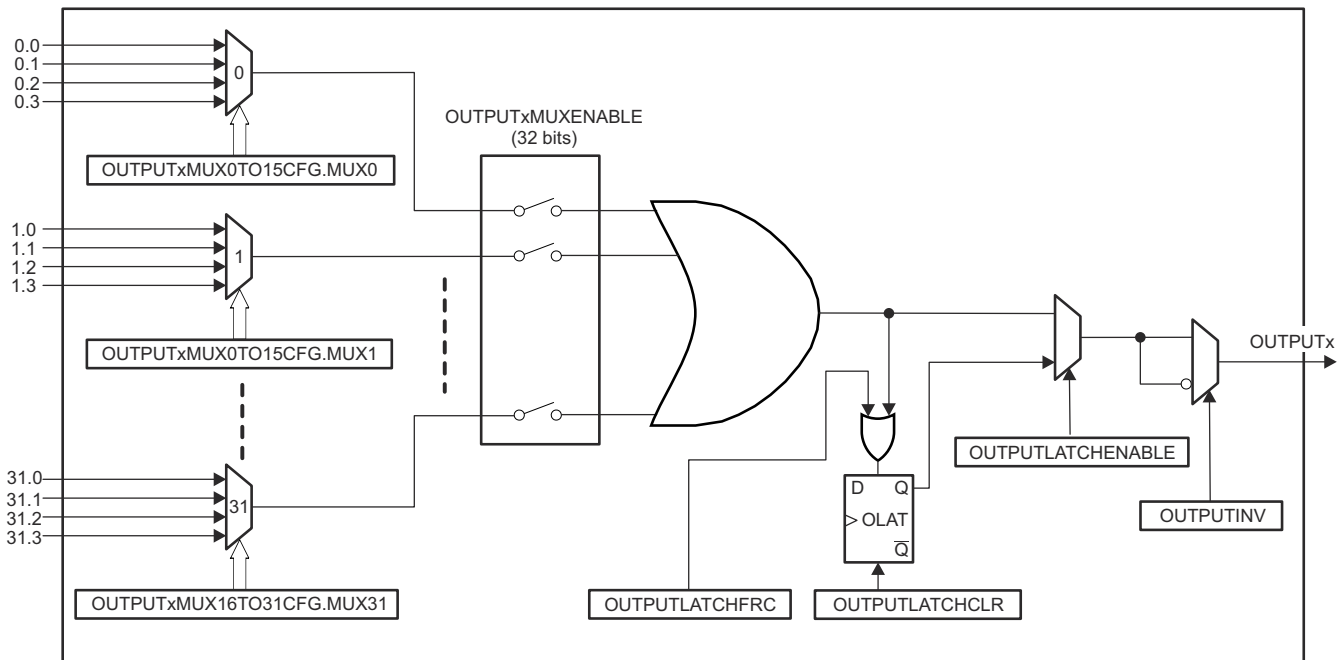 0.0
0.1
0.2
0.3
0
OUTPUTxMUX0TO15CFG.MUX0
1.0
1.1
1.2
1.3
1
OUTPUTxMUX0TO15CFG.MUX1
31.0
31.1
31.2
31.3
31
OUTPUTxMUX16TO31CFG.MUX31
OUTPUTxMUXENABLE
(32 bits)
D Q
OLAT
Q
OUTPUTLATCHFRC
OUTPUTLATCHCLR
OUTPUTLATCHENABLE
OUTPUTINV
OUTPUTx